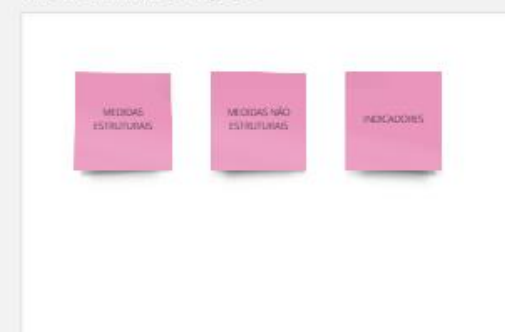 MEDIDAS
ESTRUTURAIS
MEDIDAS NÃO
ESTRUTURAIS
INDICADORES